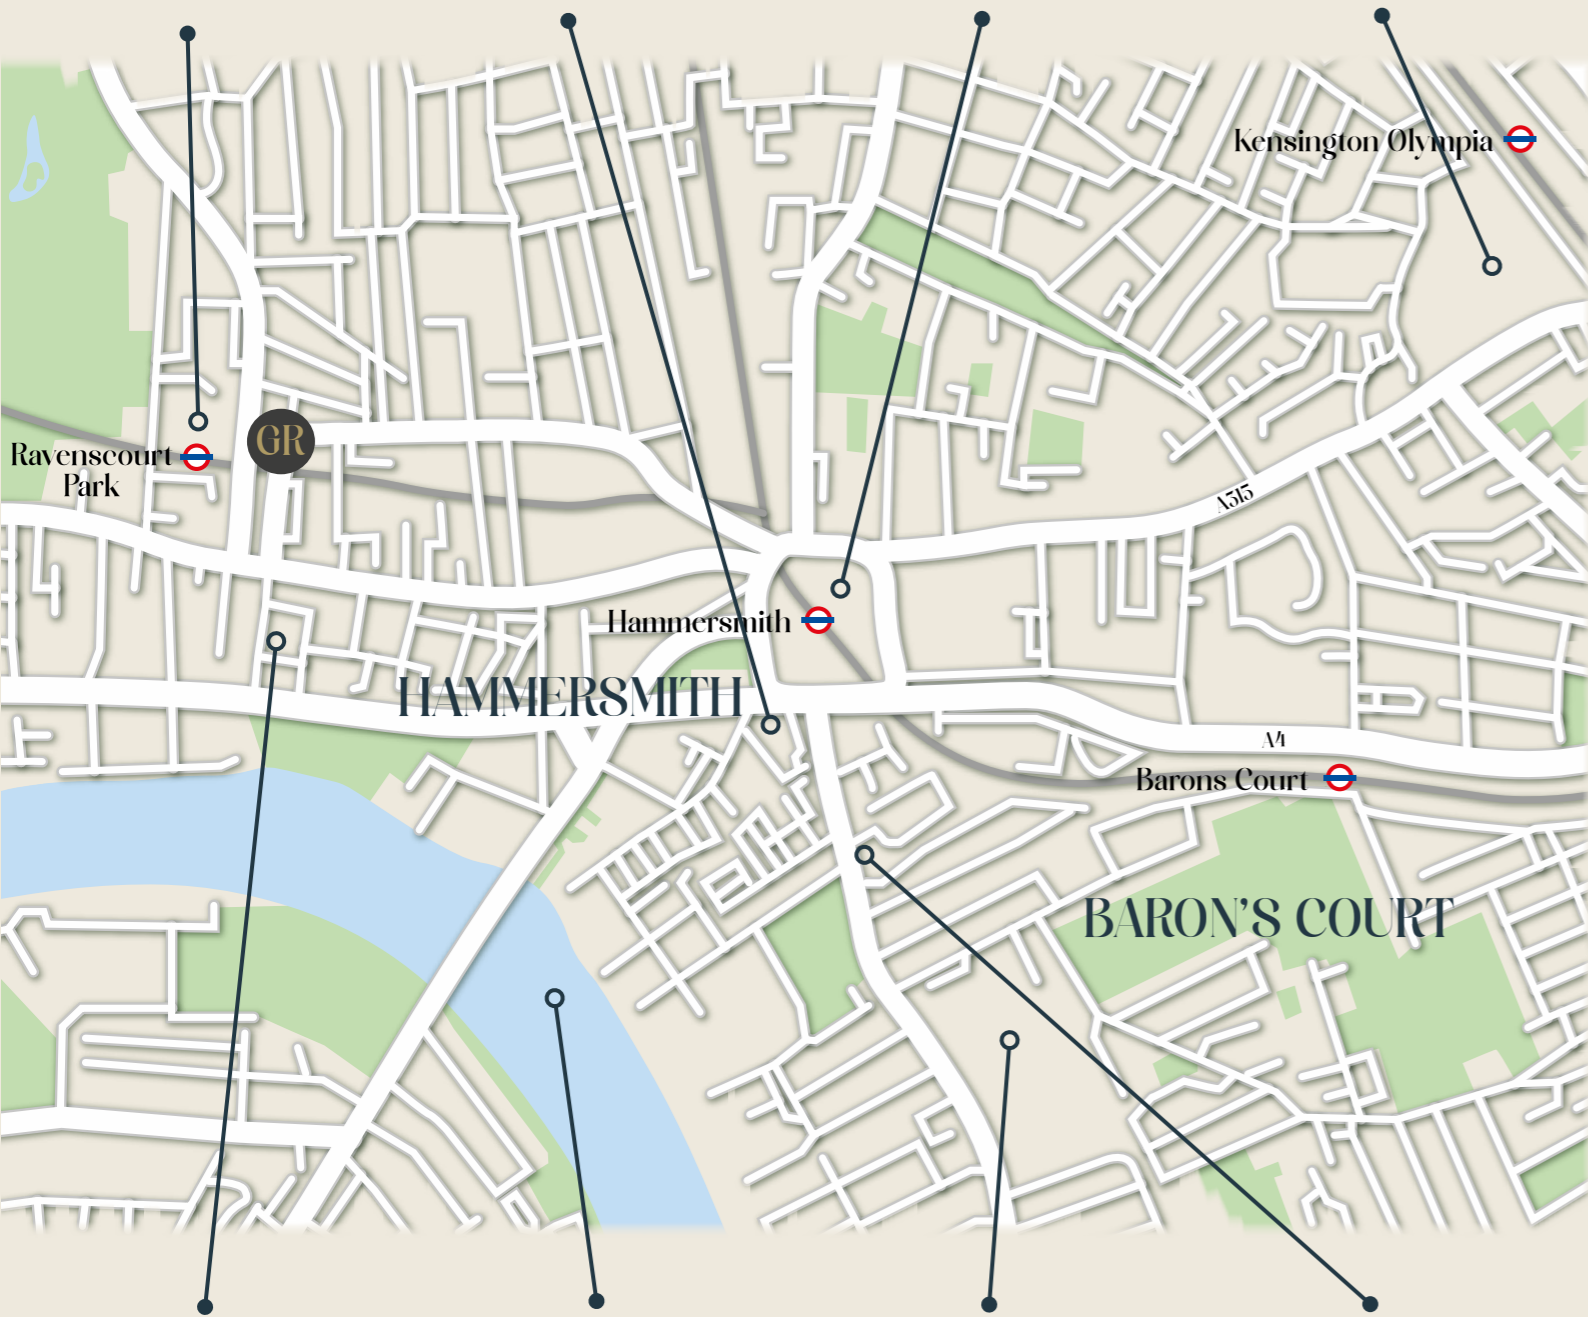 Kensington Olympia
GR
Ravenscourt
Park
A315
Hammersmith
HAMMERSMITH
A4
Barons Court
BARON'S COURT